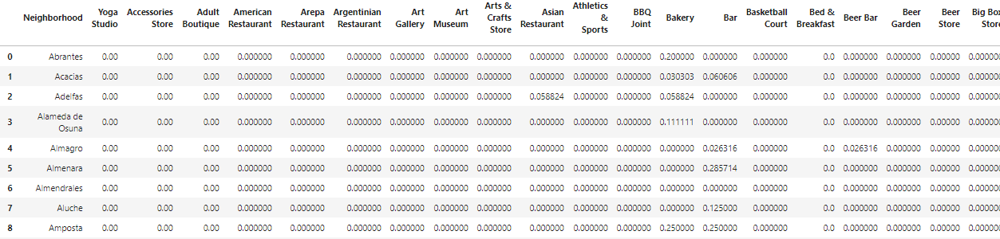 Neighborhood Yoga Studio Accessories Store Adult Boutique American Restaurant Arepa Restaurant Argentinian Restaurant Art Gallery Art Museum Arts & Crafts Store Asian Restaurant Athletics & Sports BBQ Joint Bakery Bar Basketball Court Bed & Breakfast Beer Bar Beer Garden Beer Store Big Box Store
0 Abrantes 0.00 0.00 0.00 0.000000 0.000000 0.000000 0.000000 0.000000 0.000000 0.000000 0.000000 0.000000 0.200000 0.000000 0.000000 0.0 0.000000 0.000000 0.00000 0.000000
1 Acacias 0.00 0.00 0.00 0.000000 0.000000 0.000000 0.000000 0.000000 0.000000 0.000000 0.000000 0.000000 0.030303 0.060606 0.000000 0.0 0.000000 0.000000 0.00000 0.000000
2 Adelfas 0.00 0.00 0.00 0.000000 0.000000 0.000000 0.000000 0.000000 0.000000 0.058824 0.000000 0.000000 0.058824 0.000000 0.000000 0.0 0.000000 0.000000 0.00000 0.000000
3 Alameda de Osuna 0.00 0.00 0.00 0.000000 0.000000 0.000000 0.000000 0.000000 0.000000 0.000000 0.000000 0.000000 0.111111 0.000000 0.000000 0.0 0.000000 0.000000 0.00000 0.000000
4 Almagro 0.00 0.00 0.00 0.000000 0.000000 0.000000 0.000000 0.000000 0.000000 0.000000 0.000000 0.000000 0.000000 0.026316 0.000000 0.0 0.026316 0.000000 0.00000 0.000000
5 Almenara 0.00 0.00 0.00 0.000000 0.000000 0.000000 0.000000 0.000000 0.000000 0.000000 0.000000 0.000000 0.000000 0.285714 0.000000 0.0 0.000000 0.000000 0.00000 0.000000
6 Almendrales 0.00 0.00 0.00 0.000000 0.000000 0.000000 0.000000 0.000000 0.000000 0.000000 0.000000 0.000000 0.000000 0.000000 0.000000 0.0 0.000000 0.000000 0.00000 0.000000
7 Aluche 0.00 0.00 0.00 0.000000 0.000000 0.000000 0.000000 0.000000 0.000000 0.000000 0.000000 0.000000 0.000000 0.125000 0.000000 0.0 0.000000 0.000000 0.00000 0.000000
8 Amposta 0.00 0.00 0.00 0.000000 0.000000 0.000000 0.000000 0.000000 0.000000 0.000000 0.000000 0.000000 0.250000 0.250000 0.000000 0.0 0.000000 0.000000 0.00000 0.000000